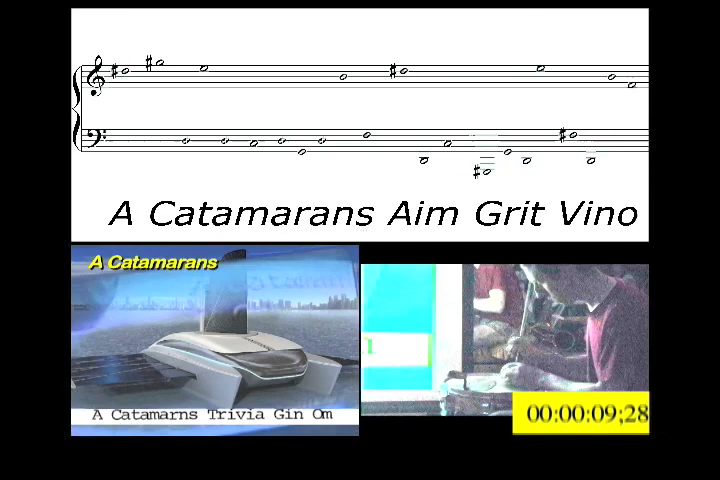 A Catamarans Aim Grit Vino
A Catamarans
A Catamarns Trivia Gin Om
00:00:09;28